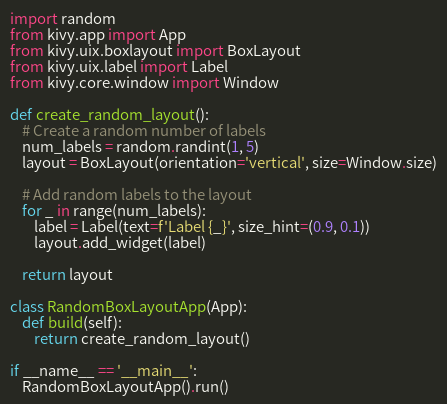 import random
from kivy.app import App
from kivy.uix.boxlayout import BoxLayout
from kivy.uix.label import Label
from kivy.core.window import Window

def create_random_layout():
    # Create a random number of labels
    num_labels = random.randint(1, 5)
    layout = BoxLayout(orientation='vertical', size=Window.size)

    # Add random labels to the layout
    for _ in range(num_labels):
        label = Label(text=f'Label {_}', size_hint=(0.9, 0.1))
        layout.add_widget(label)

    return layout

class RandomBoxLayoutApp(App):
    def build(self):
        return create_random_layout()

if __name__ == '__main__':
    RandomBoxLayoutApp().run()